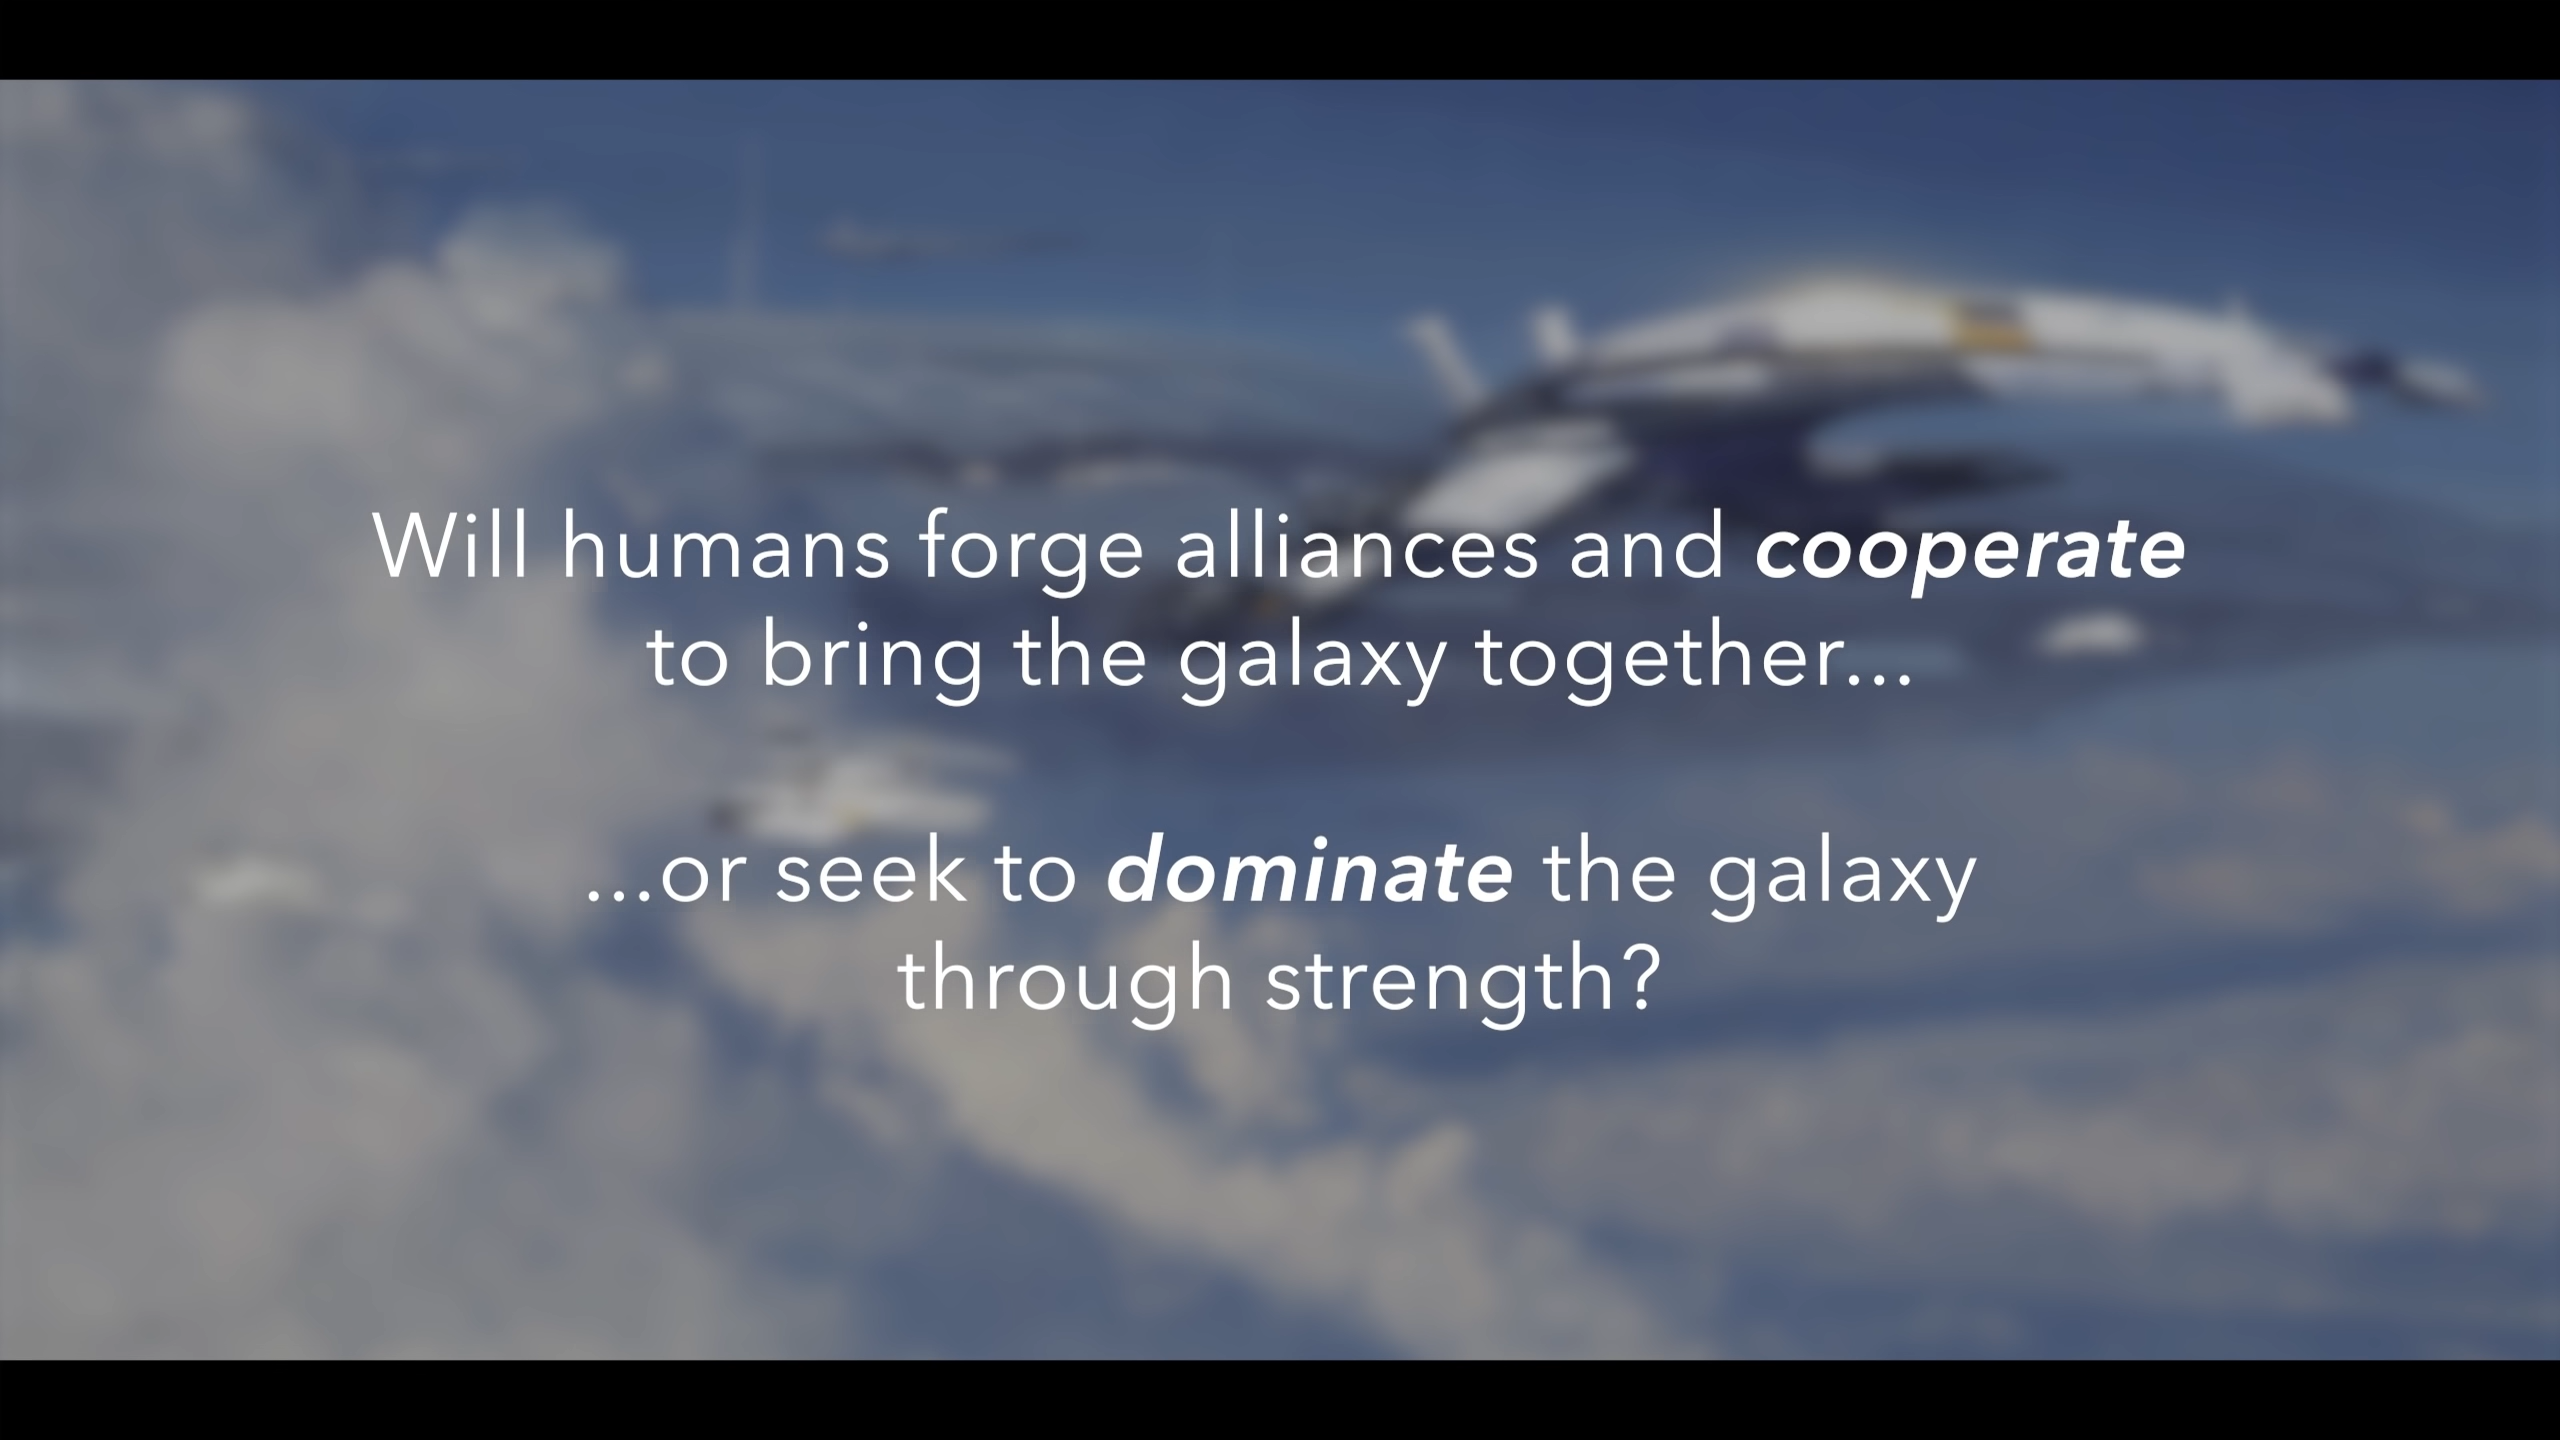 Will humans forge alliances and cooperate
to bring the galaxy together...
...or seek to dominate the galaxy
through strength?